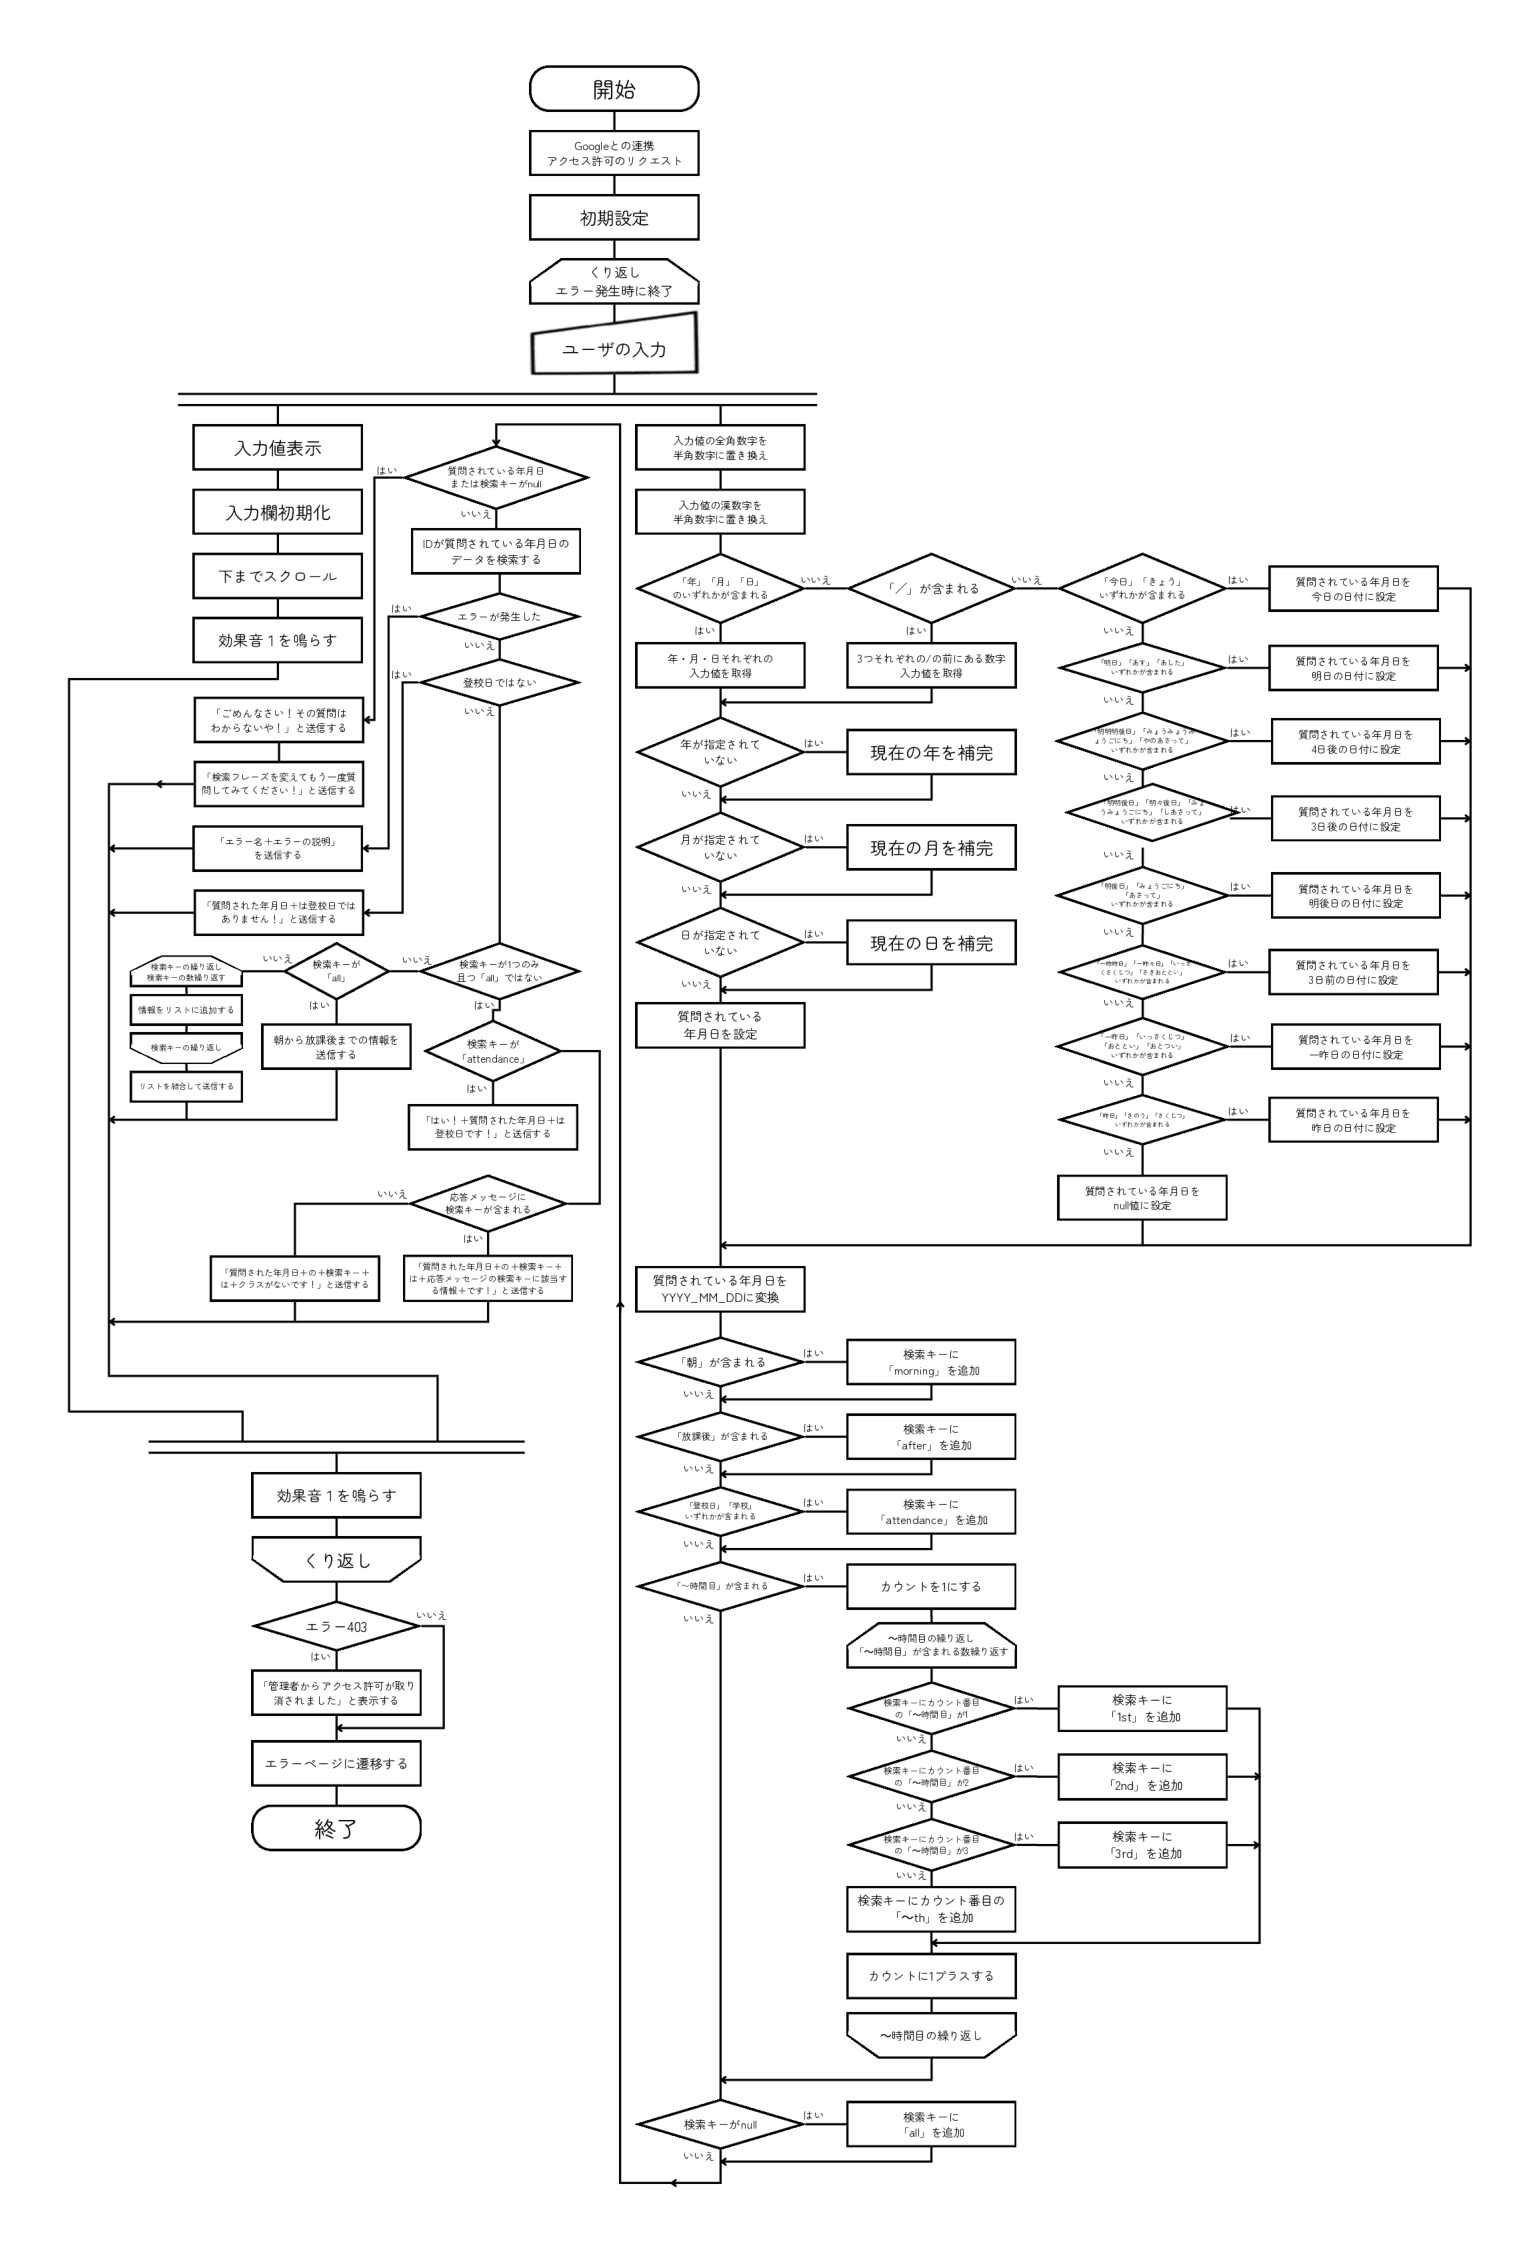 開始
Googleとの連携
アクセス許可のリクエスト
初期設定
くり返し
エラー発生時に終了
ユーザの入力
入力値表示
入力欄初期化
下までスクロール
効果音1を鳴らす
質問されている年月日
または検索キーがnull
はい
いいえ
IDが質問されている年月日の
データを検索する
エラーが発生した
はい
いいえ
登校日ではない
はい
いいえ
「ごめんなさい！その質問は
わからないや！」と送信する
「検索フレーズを変えてもう一度質
問してみてください！」と送信する
「エラー名＋エラーの説明」
を送信する
「質問された年月日＋は登校日では
ありません！」と送信する
検索キーが1つのみ
且つ「all」ではない
いいえ
はい
検索キーが
「all」
いいえ
はい
検索キーの繰り返し
検索キーの数繰り返す
情報をリストに追加する
検索キーの繰り返し
リストを結合して送信する
朝から放課後までの情報を
送信する
検索キーが
「attendance」
はい
「はい！＋質問された年月日＋は
登校日です！」と送信する
応答メッセージに
検索キーが含まれる
いいえ
はい
「質問された年月日＋の＋検索キー＋
は＋クラスがないです！」と送信する
「質問された年月日＋の＋検索キー＋
は＋応答メッセージの検索キーに該当す
る情報＋です！」と送信する
効果音1を鳴らす
くり返し
エラー403
いいえ
はい
「管理者からアクセス許可が取り
消されました」と表示する
エラーページに遷移する
終了
入力値の全角数字を
半角数字に置き換え
入力値の漢数字を
半角数字に置き換え
「年」「月」「日」
のいずれかが含まれる
いいえ
はい
「／」が含まれる
いいえ
はい
年・月・日それぞれの
入力値を取得
3つそれぞれの/の前にある数字
入力値を取得
年が指定されて
いない
はい
いいえ
現在の年を補完
月が指定されて
いない
はい
いいえ
現在の月を補完
日が指定されて
いない
はい
いいえ
現在の日を補完
質問されている
年月日を設定
「今日」「きょう」
いずれかが含まれる
はい
いいえ
質問されている年月日を
今日の日付に設定
「明日」「あす」「あした」
いずれかが含まれる
はい
いいえ
質問されている年月日を
明日の日付に設定
「明明明後日」「みょうみょうみ
ょうごにち」「やのあさって」
いずれかが含まれる
はい
いいえ
質問されている年月日を
4日後の日付に設定
「明明後日」「明々後日」「みょ
うみょうごにち」「しあさって」
いずれかが含まれる
はい
いいえ
質問されている年月日を
3日後の日付に設定
「明後日」「みょうごにち」
「あさって」
いずれかが含まれる
はい
いいえ
質問されている年月日を
明後日の日付に設定
「一昨昨日」「一昨々日」「いっさ
くさくじつ」「さきおととい」
いずれかが含まれる
はい
いいえ
質問されている年月日を
3日前の日付に設定
「一昨日」「いっさくじつ」
「おととい」「おとつい」
いずれかが含まれる
はい
いいえ
質問されている年月日を
一昨日の日付に設定
「昨日」「きのう」「さくじつ」
いずれかが含まれる
はい
いいえ
質問されている年月日を
昨日の日付に設定
質問されている年月日を
null値に設定
質問されている年月日を
YYYY_MM_DDに変換
「朝」が含まれる
はい
いいえ
検索キーに
「morning」を追加
「放課後」が含まれる
はい
いいえ
検索キーに
「after」を追加
「登校日」「学校」
いずれかが含まれる
はい
いいえ
検索キーに
「attendance」を追加
「～時間目」が含まれる
はい
いいえ
カウントを1にする
～時間目の繰り返し
「～時間目」が含まれる数繰り返す
検索キーにカウント番目
の「～時間目」が1
はい
いいえ
検索キーに
「1st」を追加
検索キーにカウント番目
の「～時間目」が2
はい
いいえ
検索キーに
「2nd」を追加
検索キーにカウント番目
の「～時間目」が3
はい
いいえ
検索キーに
「3rd」を追加
検索キーにカウント番目の
「～th」を追加
カウントに1プラスする
～時間目の繰り返し
検索キーがnull
はい
いいえ
検索キーに
「all」を追加